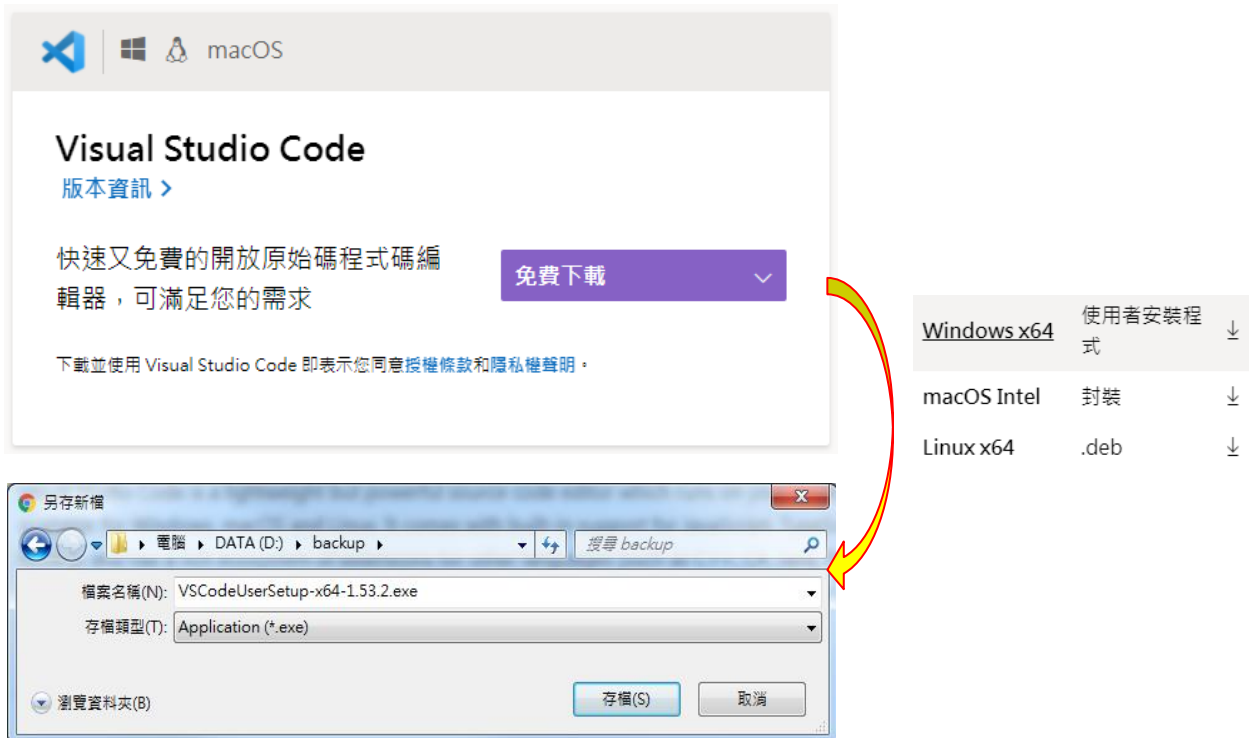 macOS
Visual Studio Code
版本資訊 >
快速又免費的開放原始碼程式碼編
輯器，可滿足您的需求
免費下載
下載並使用 Visual Studio Code 即表示您同意授權條款和隱私權聲明。
Windows x64 使用者安裝程
式
macOS Intel 封裝
Linux x64 .deb
另存新檔
電腦 ▸ DATA (D:) ▸ backup ▸
搜尋 backup
檔案名稱(N): VSCodeUserSetup-x64-1.53.2.exe
存檔類型(T): Application (*.exe)
瀏覽資料夾(B)
存檔(S)
取消